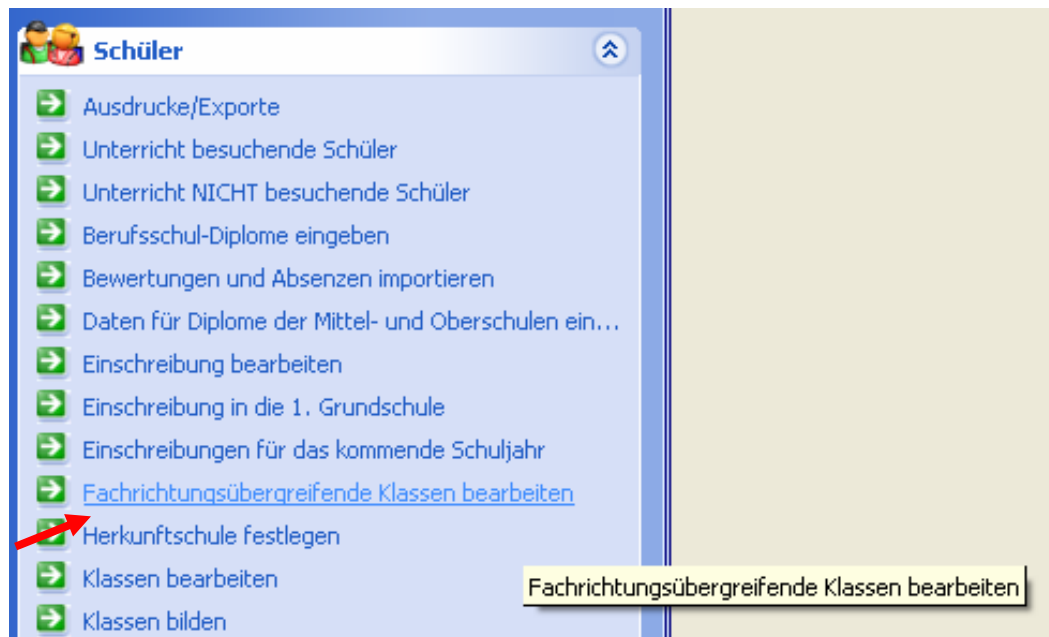 Schüler
Ausdrucke/Exporte
Unterricht besuchende Schüler
Unterricht NICHT besuchende Schüler
Berufsschul-Diplome eingeben
Bewertungen und Absenzen importieren
Daten für Diplome der Mittel- und Oberschulen ein...
Einschreibung bearbeiten
Einschreibung in die 1. Grundschule
Einschreibungen für das kommende Schuljahr
Fachrichtungsübergreifende Klassen bearbeiten
Herkunftschule festlegen
Klassen bearbeiten
Fachrichtungsübergreifende Klassen bearbeiten
Klassen bilden